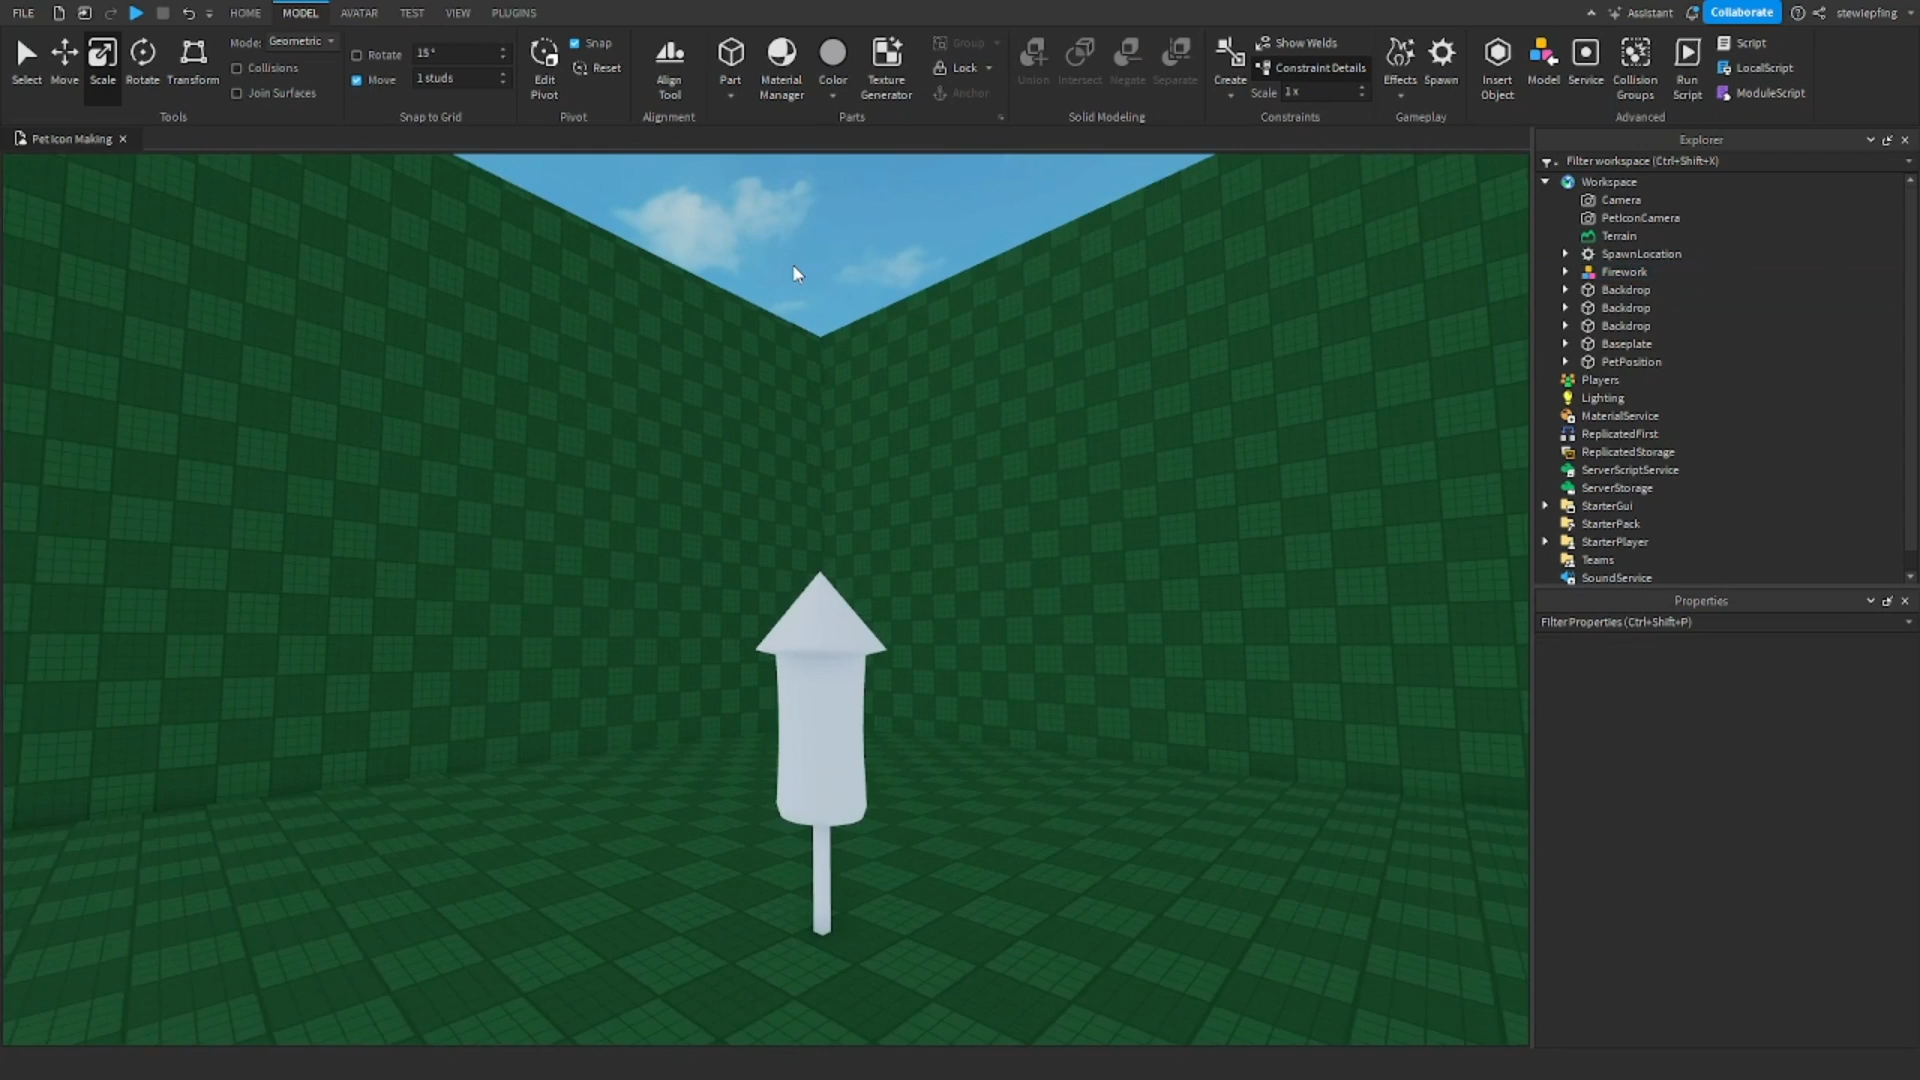 FILE HOME MODEL AVATAR TEST VIEW PLUGINS Assistant Collaborate stewiepfing
Select Move Scale Rotate Transform
Mode: Geometric
Collisions
Join Surfaces
Tools
Rotate 15°
Move 1 studs
Snap to Grid
Edit Pivot
Snap
Reset
Pivot
Align Tool
Alignment
Part
Material Manager
Color
Texture Generator
Group
Lock
Anchor
Parts
Union Intersect Negate Separate
Solid Modeling
Create
Show Welds
Constraint Details
Scale 1 x
Constraints
Effects Spawn
Gameplay
Insert Object
Model
Service
Collision Groups
Run Script
Script
LocalScript
ModuleScript
Advanced
Pet Icon Making
Explorer
Filter workspace (Ctrl+Shift+X)
Workspace
Camera
PetIconCamera
Terrain
SpawnLocation
Firework
Backdrop
Backdrop
Backdrop
Baseplate
PetPosition
Players
Lighting
MaterialService
ReplicatedFirst
ReplicatedStorage
ServerScriptService
ServerStorage
StarterGui
StarterPack
StarterPlayer
Teams
SoundService
Properties
Filter Properties (Ctrl+Shift+P)